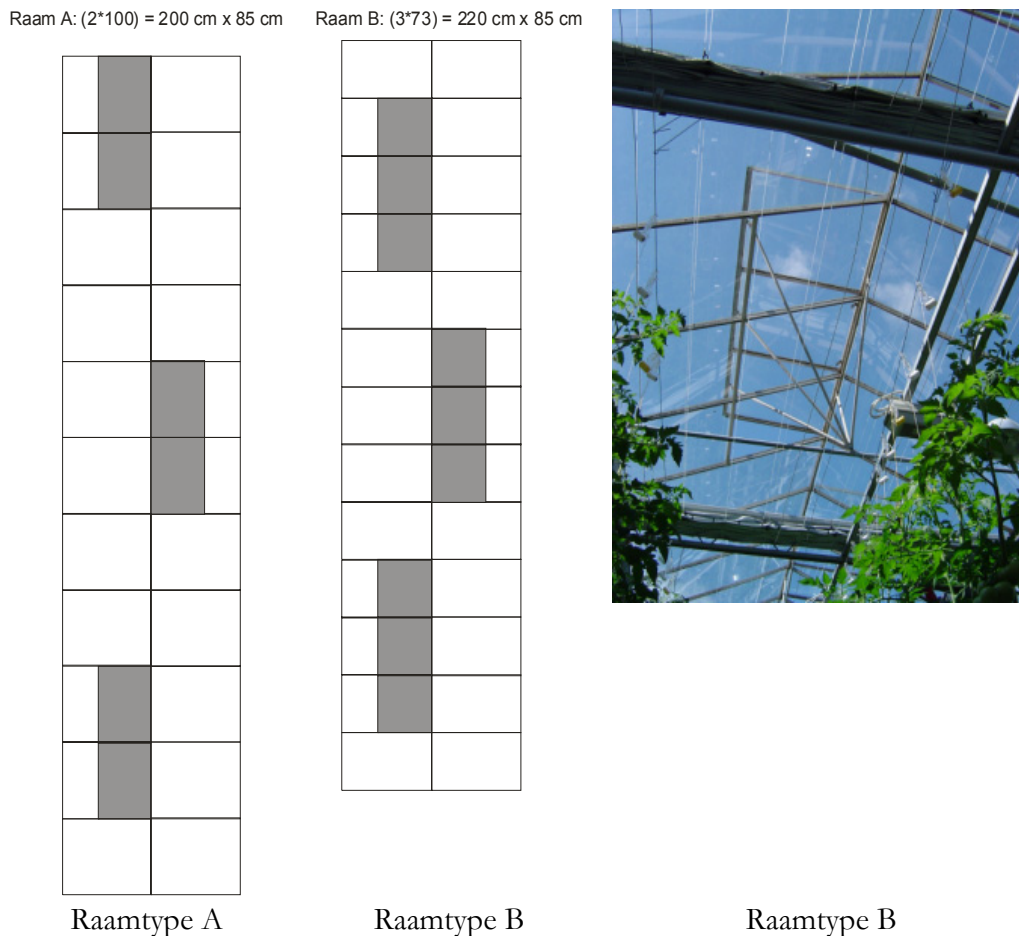 Raam A: (2*100) = 200 cm x 85 cm
Raam B: (3*73) = 220 cm x 85 cm
Raamtype A
Raamtype B
Raamtype B